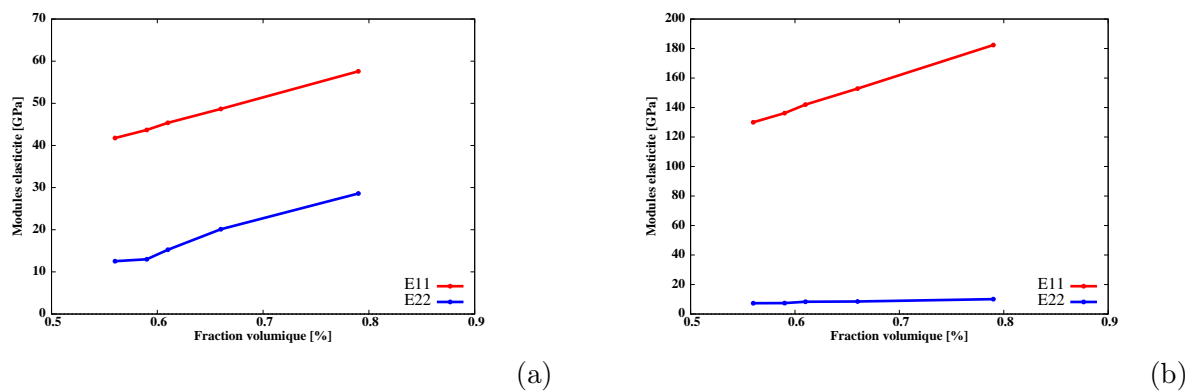 70
60
50
40
30
20
10
0
0.5 0.6 0.7 0.8 0.9
Modules elasticite [GPa]
Fraction volumique [%]
E11
E22
(a)
200
180
160
140
120
100
80
60
40
20
0
0.5 0.6 0.7 0.8 0.9
Modules elasticite [GPa]
Fraction volumique [%]
E11
E22
(b)